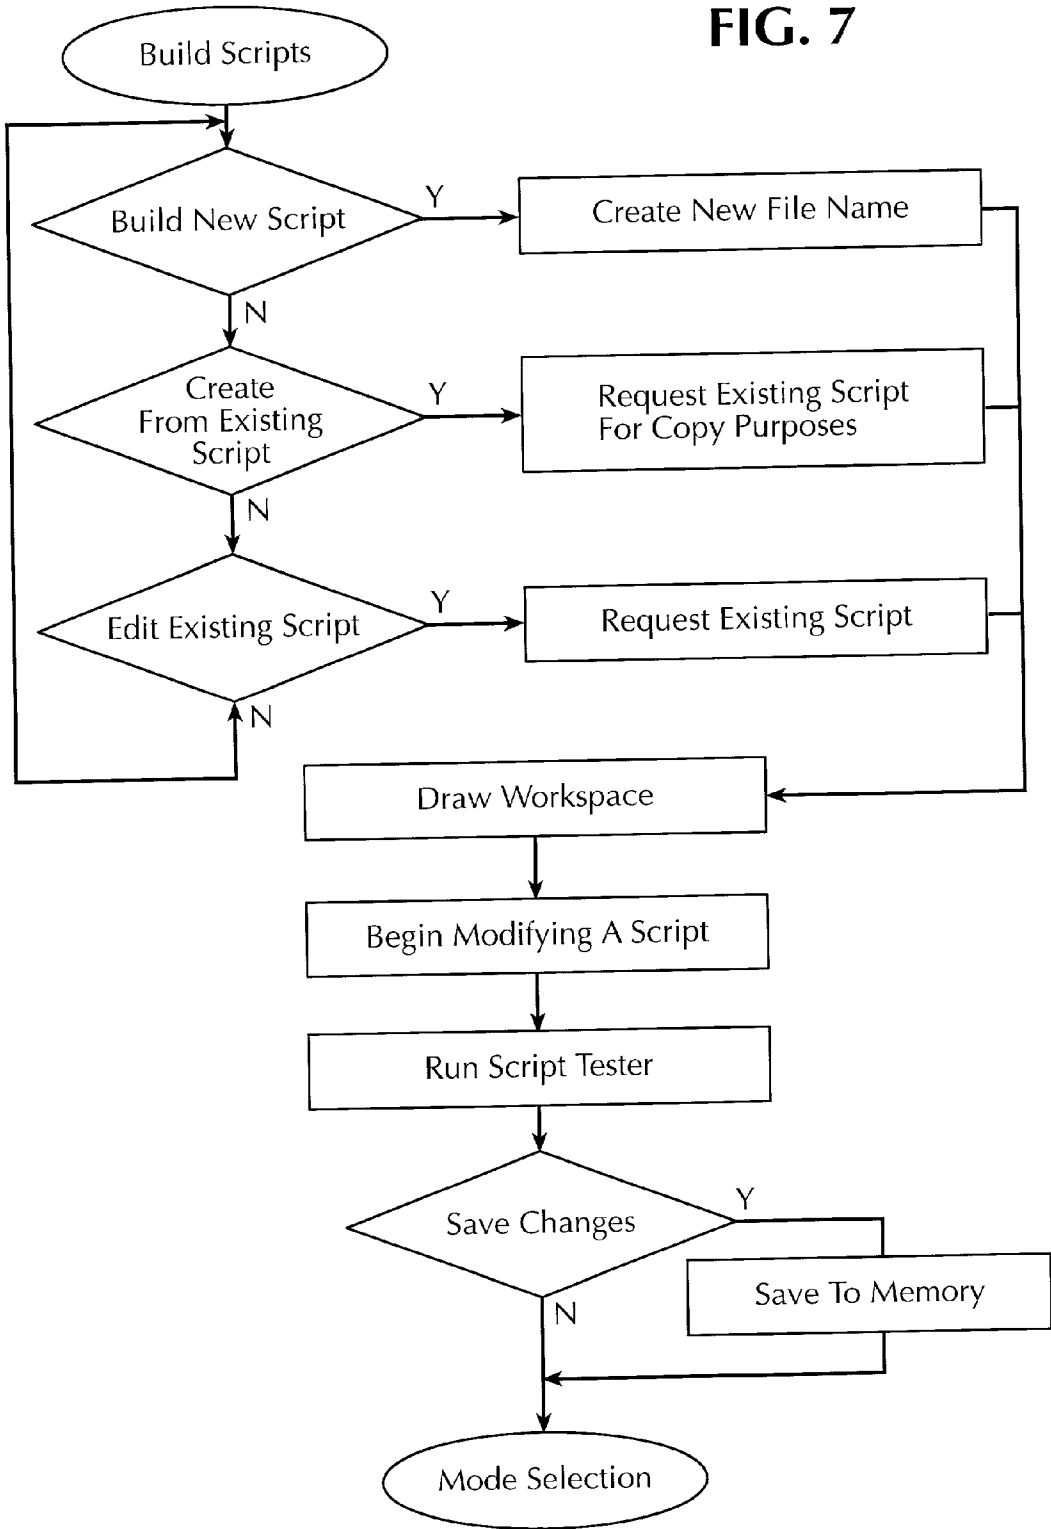 FIG. 7
Build Scripts
Build New Script
Y
Create New File Name
N
Create
From Existing
Script
Y
Request Existing Script
For Copy Purposes
N
Edit Existing Script
Y
Request Existing Script
N
Draw Workspace
Begin Modifying A Script
Run Script Tester
Save Changes
Y
Save To Memory
N
Mode Selection